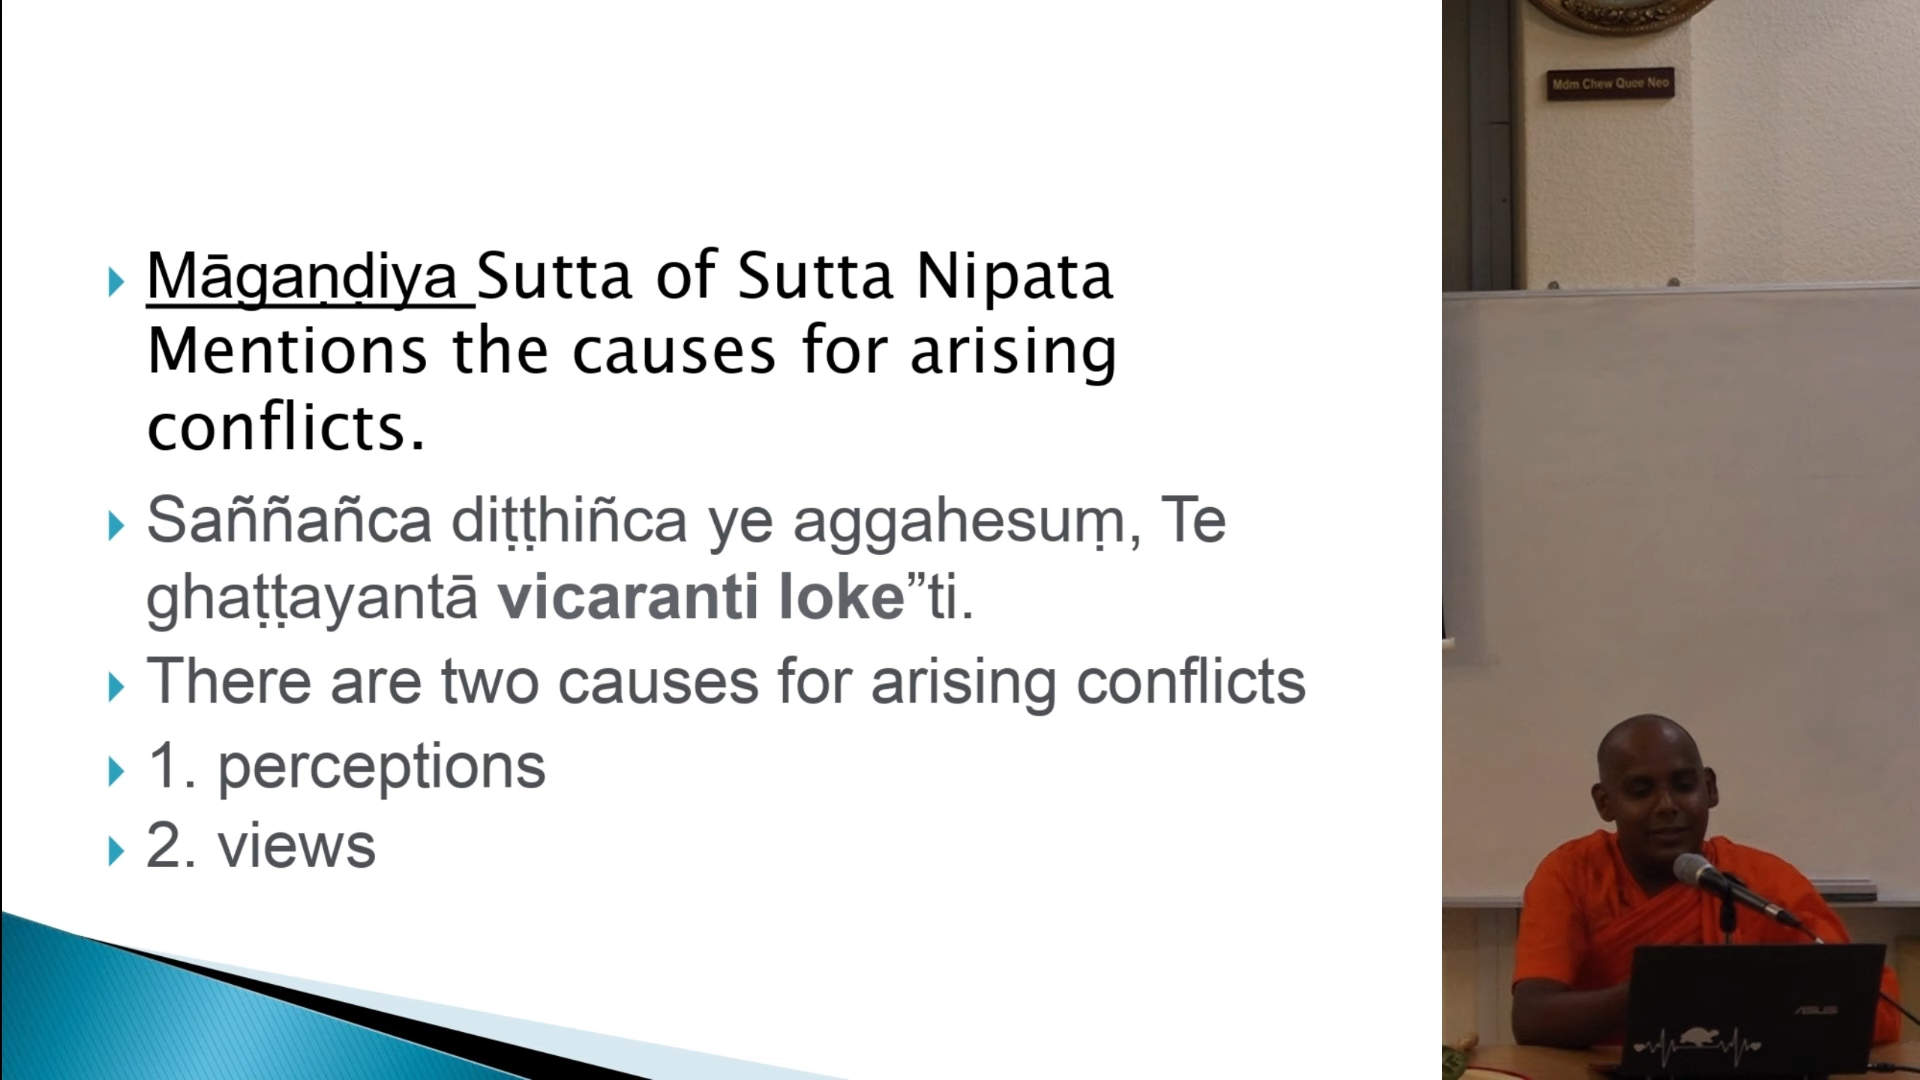 Māgaṇḍiya Sutta of Sutta Nipata
Mentions the causes for arising
conflicts.
Saññañca diṭṭhiñca ye aggahesuṃ, Te
ghaṭṭayantā vicaranti loke”ti.
There are two causes for arising conflicts
1. perceptions
2. views
Mdm Chew Quee Neo
ASUS